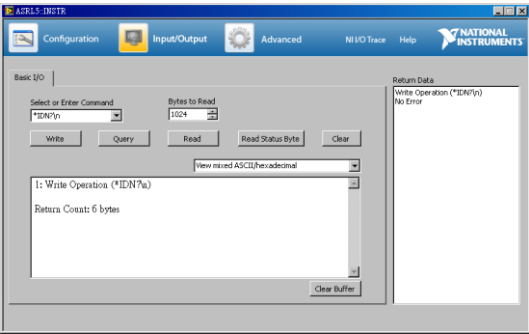 ASRL5::INSTR
Configuration
Input/Output
Advanced
NI I/O Trace
Help
NATIONAL
INSTRUMENTS
Basic I/O
Select or Enter Command
*IDN?\n
Bytes to Read
1024
Write
Query
Read
Read Status Byte
Clear
View mixed ASCII/hexadecimal
1: Write Operation (*IDN?\n)
Return Count: 6 bytes
Clear Buffer
Return Data
Write Operation (*IDN?\n)
No Error